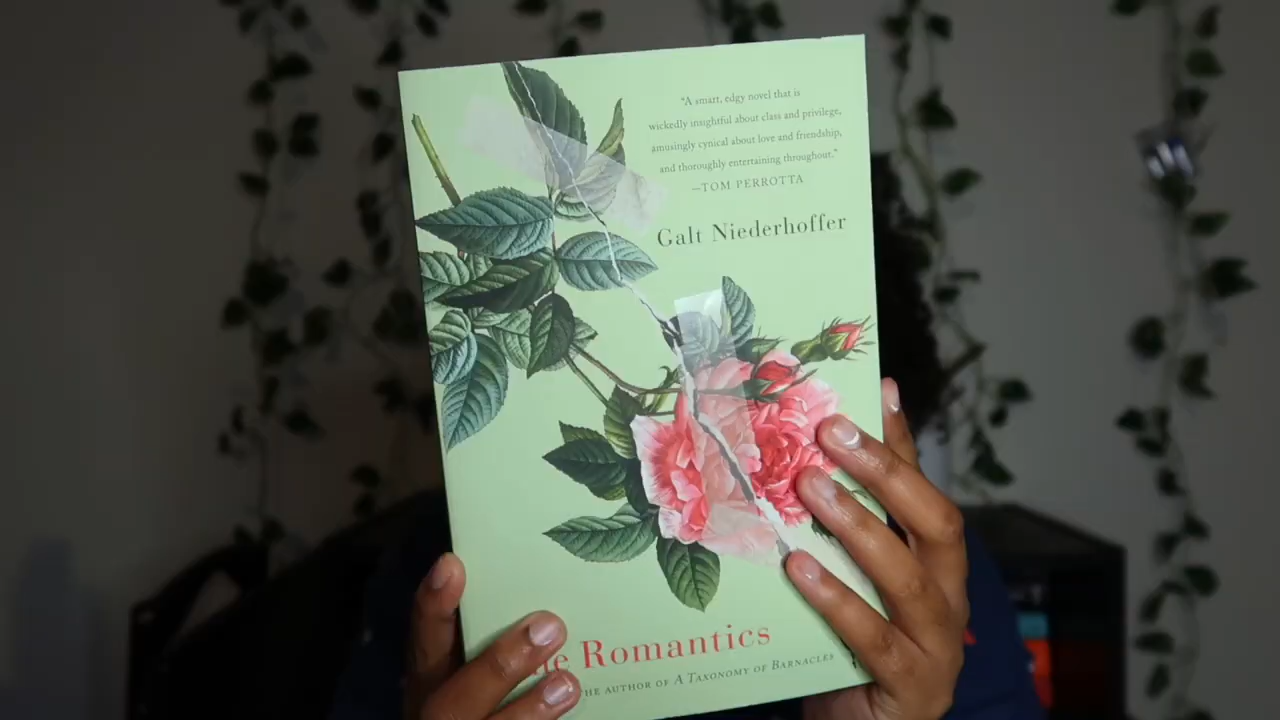 “A smart, edgy novel that is
wickedly insightful about class and privilege,
amusingly cynical about love and friendship,
and thoroughly entertaining throughout.”
—TOM PERROTTA
Galt Niederhoffer
Romantics
THE AUTHOR OF A TAXONOMY OF BARNACLES